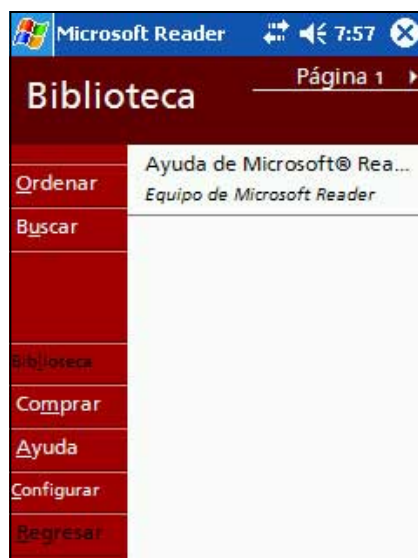 Microsoft Reader 7:57
Biblioteca
Página 1
Ordenar
Buscar
Ayuda de Microsoft® Rea...
Equipo de Microsoft Reader
Biblioteca
Comprar
Ayuda
Configurar
Regresar